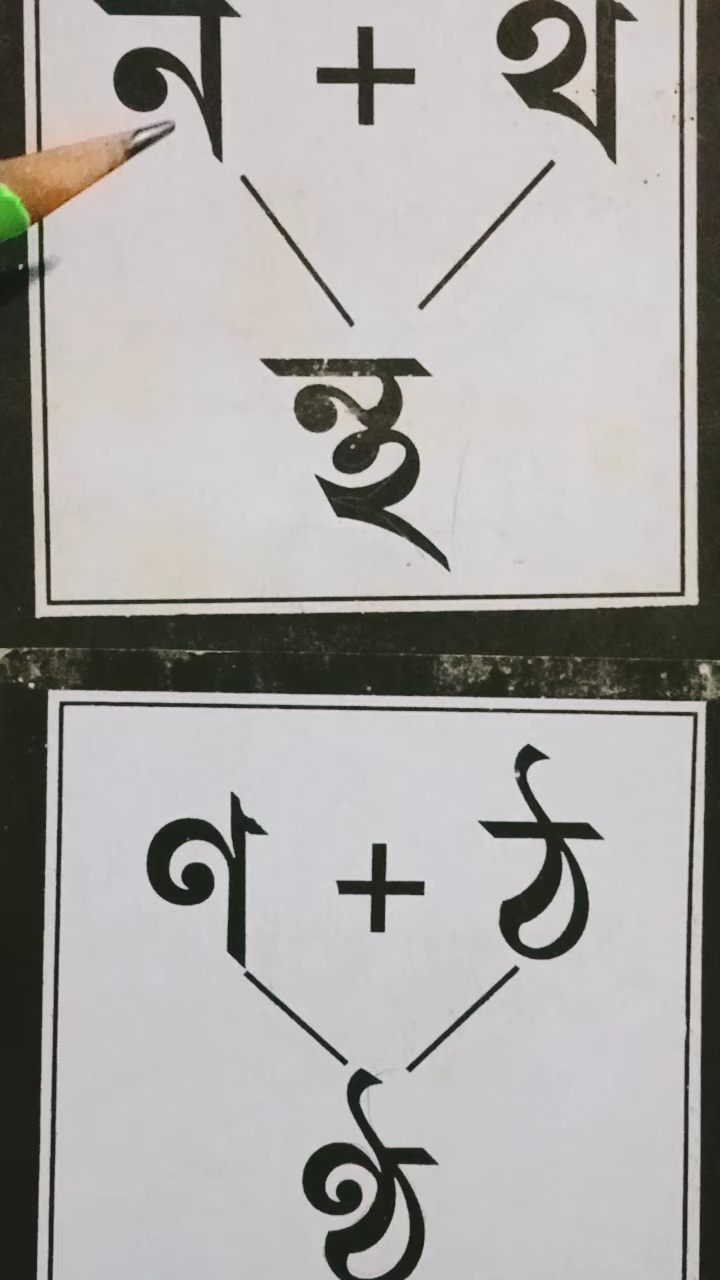 ন + থ
ন্থ
ণ + ঠ
ণ্ঠ